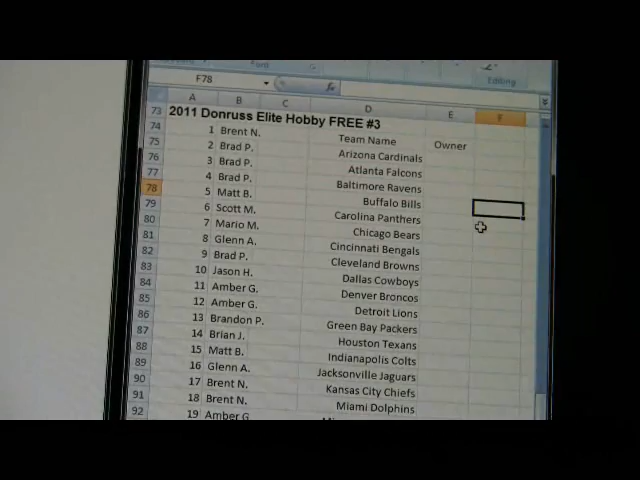 Font
Editing
F78 fx
A B C D E F
73 2011 Donruss Elite Hobby FREE #3
74 1 Brent N. Team Name Owner
75 2 Brad P. Arizona Cardinals
76 3 Brad P. Atlanta Falcons
77 4 Brad P. Baltimore Ravens
78 5 Matt B. Buffalo Bills
79 6 Scott M. Carolina Panthers
80 7 Mario M. Chicago Bears
81 8 Glenn A. Cincinnati Bengals
82 9 Brad P. Cleveland Browns
83 10 Jason H. Dallas Cowboys
84 11 Amber G. Denver Broncos
85 12 Amber G. Detroit Lions
86 13 Brandon P. Green Bay Packers
87 14 Brian J. Houston Texans
88 15 Matt B. Indianapolis Colts
89 16 Glenn A. Jacksonville Jaguars
90 17 Brent N. Kansas City Chiefs
91 18 Brent N. Miami Dolphins
92 19 Amber G